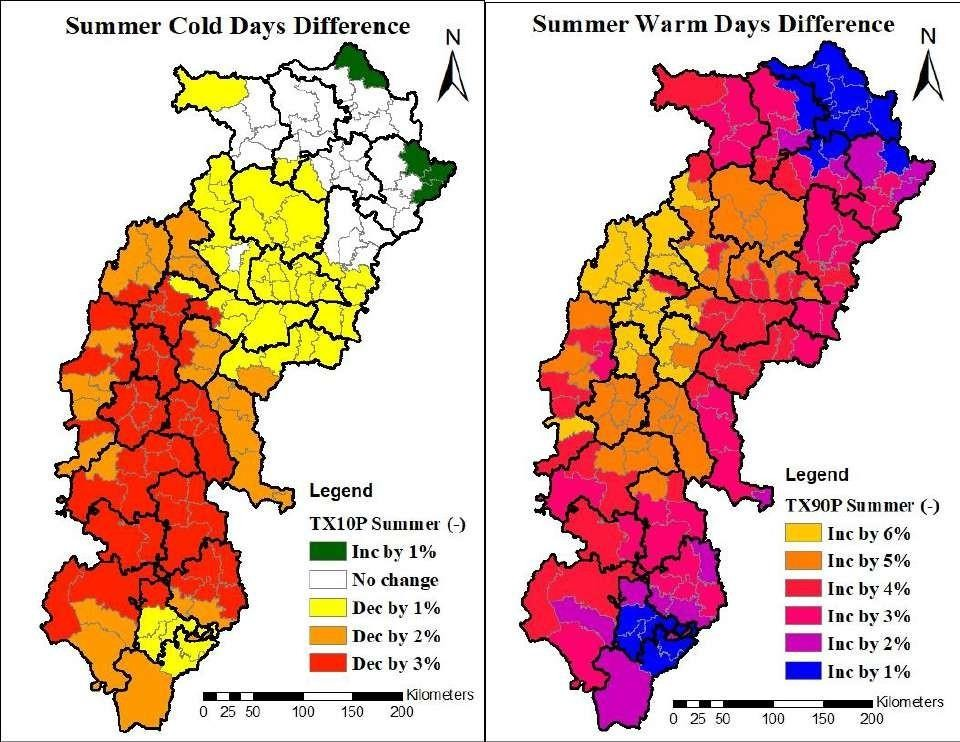 Summer Cold Days Difference
N
Legend
TX10P Summer (-)
Inc by 1%
No change
Dec by 1%
Dec by 2%
Dec by 3%
Kilometers
0 25 50 100 150 200
Summer Warm Days Difference
N
Legend
TX90P Summer (-)
Inc by 6%
Inc by 5%
Inc by 4%
Inc by 3%
Inc by 2%
Inc by 1%
Kilometers
0 25 50 100 150 200